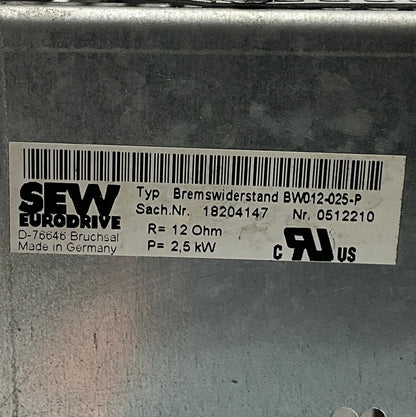 SEW
EURODRIVE
D-76646 Bruchsal
Made in Germany
Typ Bremswiderstand BW012-025-P
Sach.Nr. 18204147 Nr. 0512210
R= 12 Ohm
P= 2,5 kW
c RU US